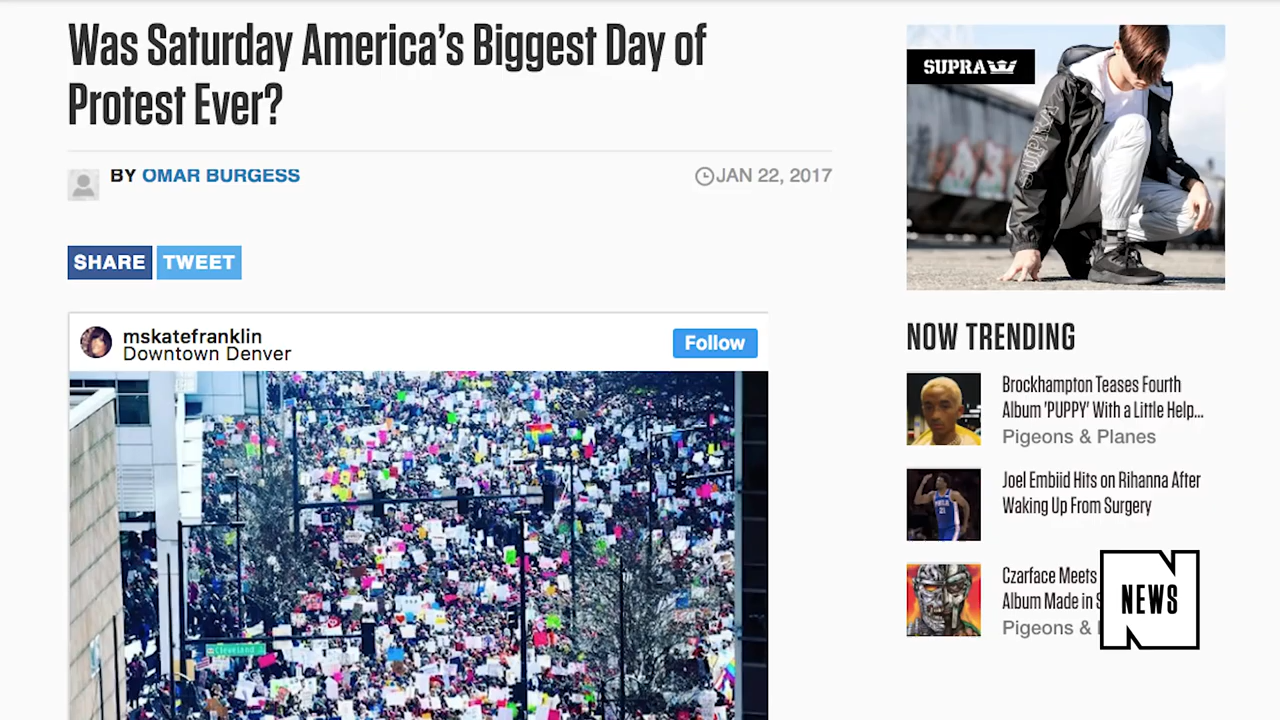 Was Saturday America's Biggest Day of
Protest Ever?
BY OMAR BURGESS
JAN 22, 2017
SHARE TWEET
mskatefranklin
Downtown Denver
Follow
Cleveland
SUPRA
NOW TRENDING
Brockhampton Teases Fourth
Album 'PUPPY' With a Little Help...
Pigeons & Planes
Joel Embiid Hits on Rihanna After
Waking Up From Surgery
Czarface Meets
Album Made in S
Pigeons &
NEWS